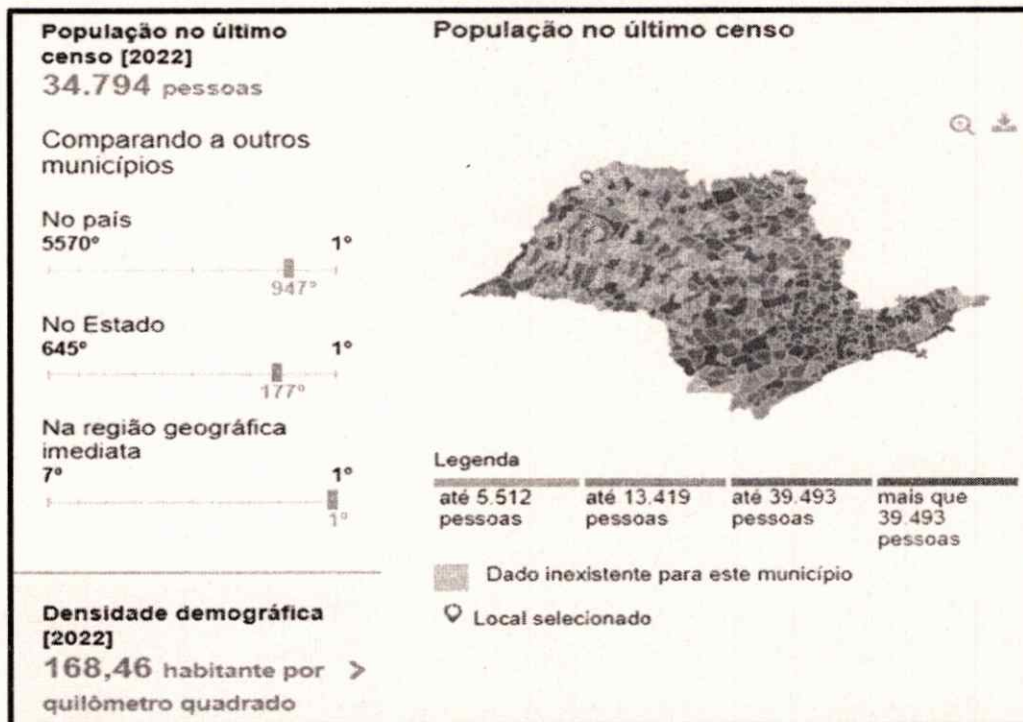 População no último
censo [2022]
34.794 pessoas
Comparando a outros
municípios
No país
5570º 1º
947º
No Estado
645º 1º
177º
Na região geográfica
imediata
7º 1º
1º
Densidade demográfica
[2022]
168,46 habitante por >
quilômetro quadrado
População no último censo
Legenda
até 5.512
pessoas
até 13.419
pessoas
até 39.493
pessoas
mais que
39.493
pessoas
Dado inexistente para este município
Local selecionado